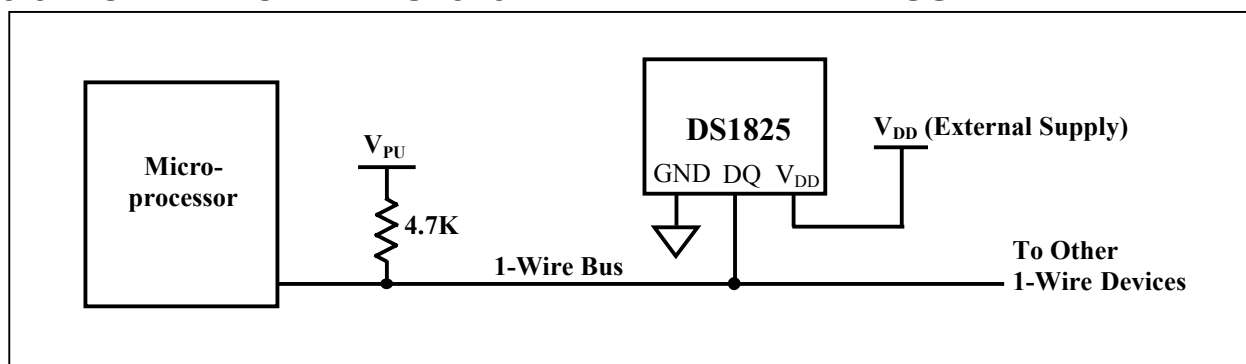 Micro-
processor
V_PU
4.7K
1-Wire Bus
DS1825
GND DQ V_DD
V_DD (External Supply)
To Other
1-Wire Devices